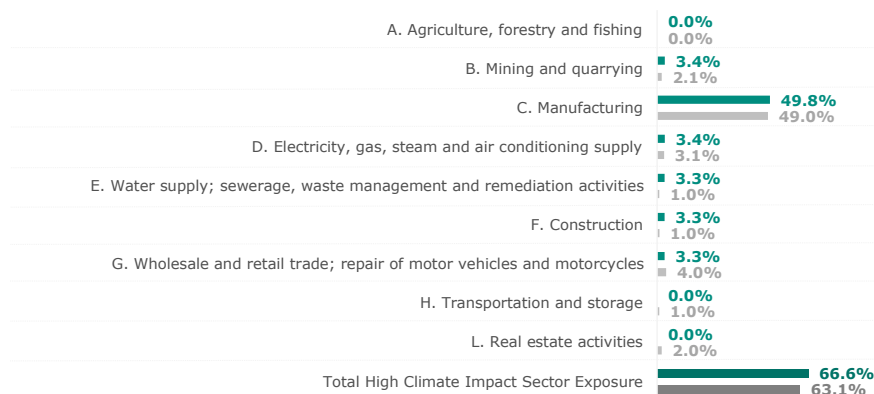 A. Agriculture, forestry and fishing 0.0%
0.0%
B. Mining and quarrying 3.4%
2.1%
C. Manufacturing 49.8%
49.0%
D. Electricity, gas, steam and air conditioning supply 3.4%
3.1%
E. Water supply; sewerage, waste management and remediation activities 3.3%
1.0%
F. Construction 3.3%
1.0%
G. Wholesale and retail trade; repair of motor vehicles and motorcycles 3.3%
4.0%
H. Transportation and storage 0.0%
1.0%
L. Real estate activities 0.0%
2.0%
Total High Climate Impact Sector Exposure 66.6%
63.1%